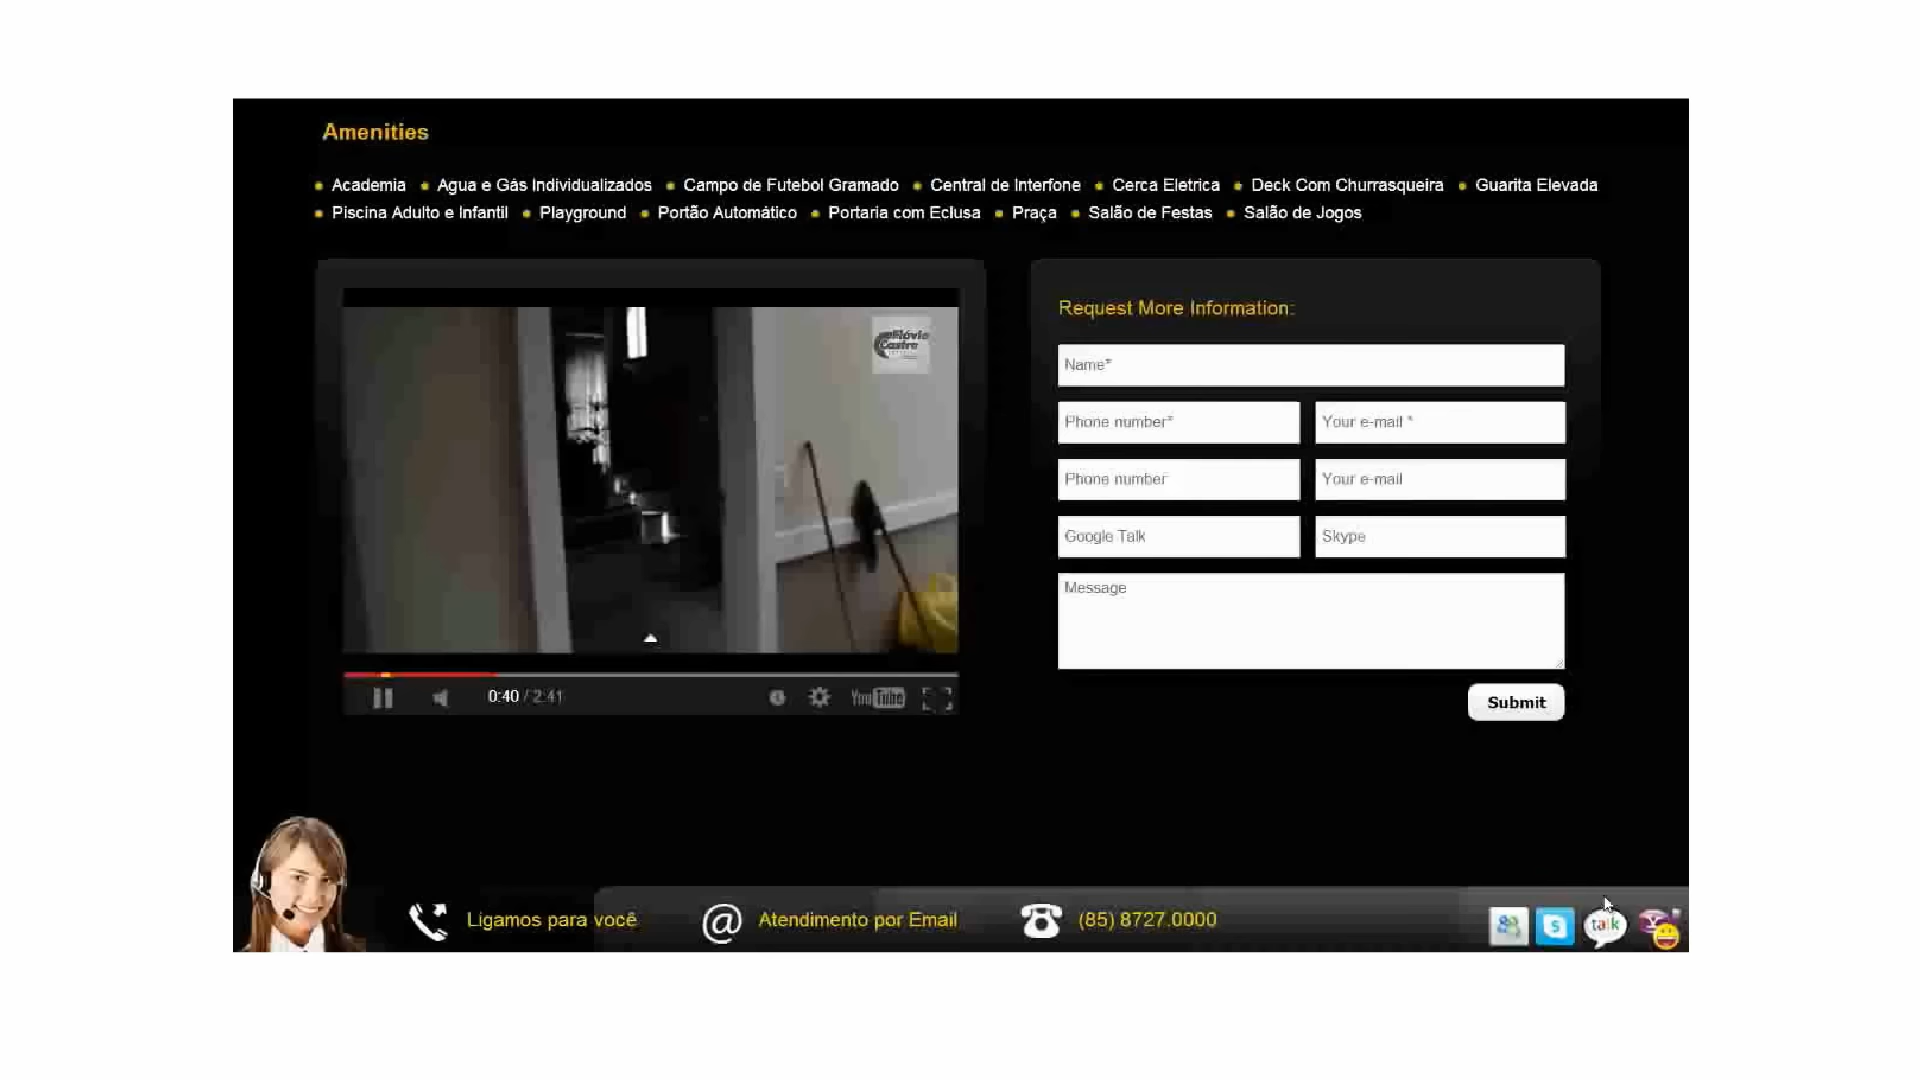 Amenities
Academia Agua e Gás Individualizados Campo de Futebol Gramado Central de Interfone Cerca Eletrica Deck Com Churrasqueira Guarita Elevada
Piscina Adulto e Infantil Playground Portão Automático Portaria com Eclusa Praça Salão de Festas Salão de Jogos
Flávio
Castro
Request More Information:
Name*
Phone number* Your e-mail *
Phone number Your e-mail
Google Talk Skype
Message
0:40 / 2:41 YouTube
Submit
Ligamos para você @ Atendimento por Email (85) 8727.0000 S talk